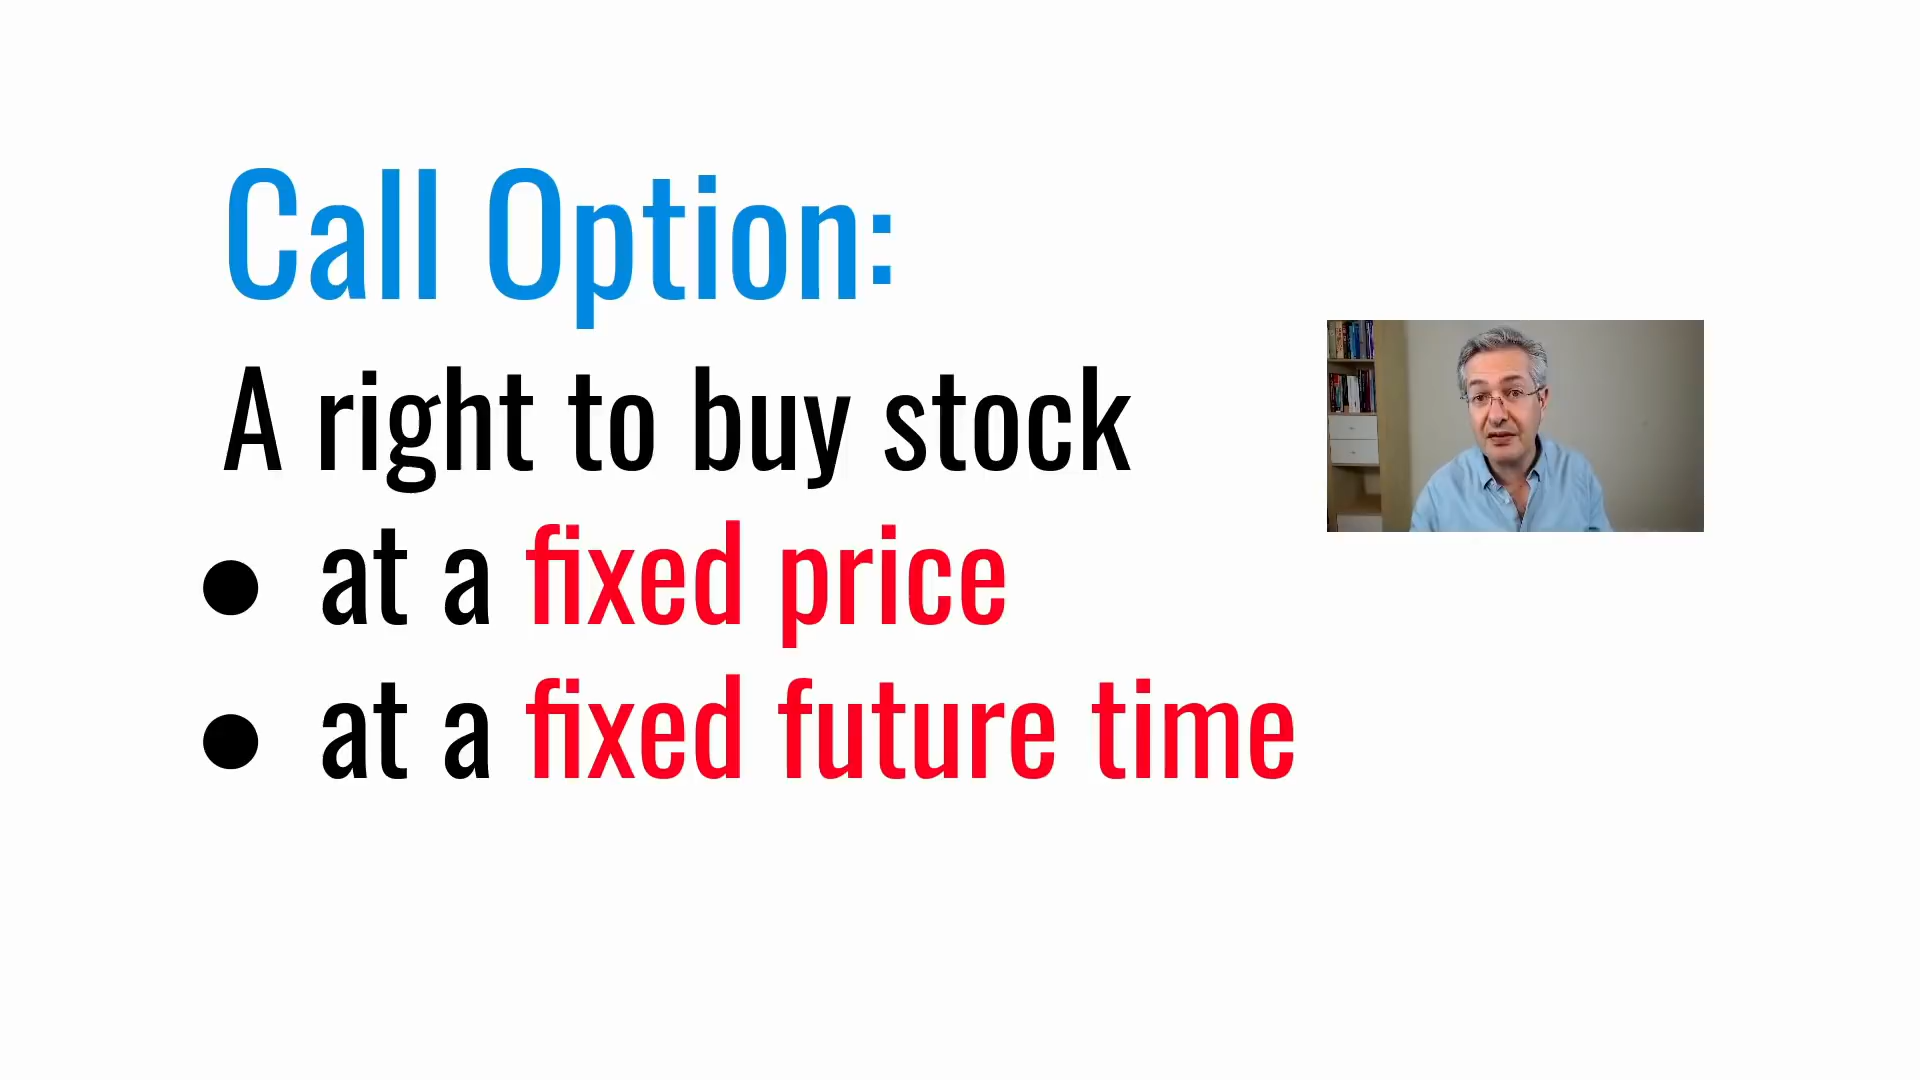 Call Option:
A right to buy stock
● at a fixed price
● at a fixed future time